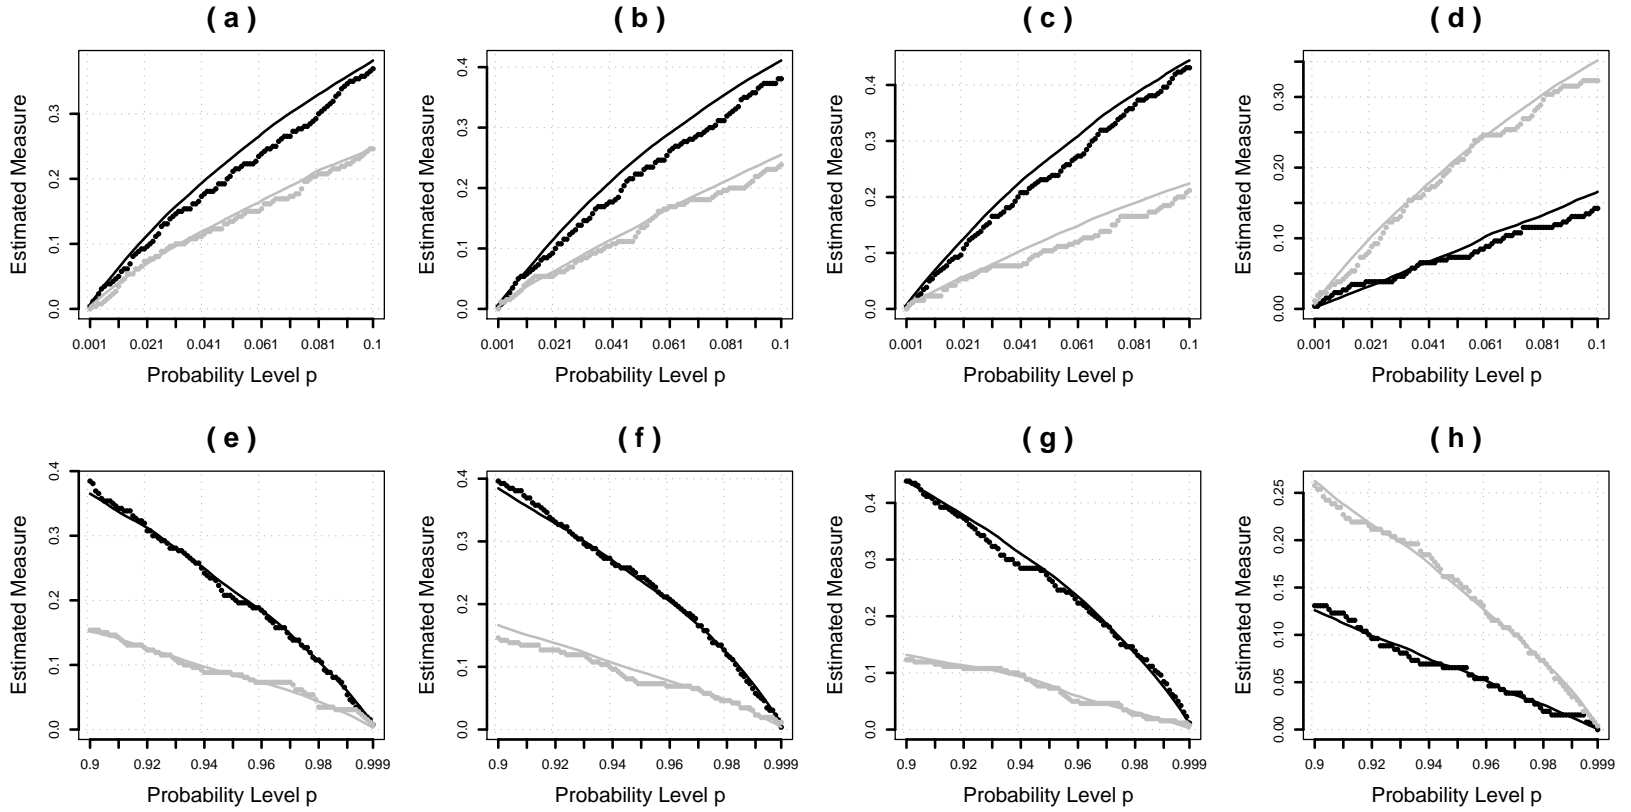 ( a )
Estimated Measure
0.0 0.1 0.2 0.3
0.001 0.021 0.041 0.061 0.081 0.1
Probability Level p
( b )
Estimated Measure
0.0 0.1 0.2 0.3 0.4
0.001 0.021 0.041 0.061 0.081 0.1
Probability Level p
( c )
Estimated Measure
0.0 0.1 0.2 0.3 0.4
0.001 0.021 0.041 0.061 0.081 0.1
Probability Level p
( d )
Estimated Measure
0.00 0.10 0.20 0.30
0.001 0.021 0.041 0.061 0.081 0.1
Probability Level p
( e )
Estimated Measure
0.0 0.1 0.2 0.3 0.4
0.9 0.92 0.94 0.96 0.98 0.999
Probability Level p
( f )
Estimated Measure
0.0 0.1 0.2 0.3 0.4
0.9 0.92 0.94 0.96 0.98 0.999
Probability Level p
( g )
Estimated Measure
0.0 0.1 0.2 0.3 0.4
0.9 0.92 0.94 0.96 0.98 0.999
Probability Level p
( h )
Estimated Measure
0.00 0.05 0.10 0.15 0.20 0.25
0.9 0.92 0.94 0.96 0.98 0.999
Probability Level p